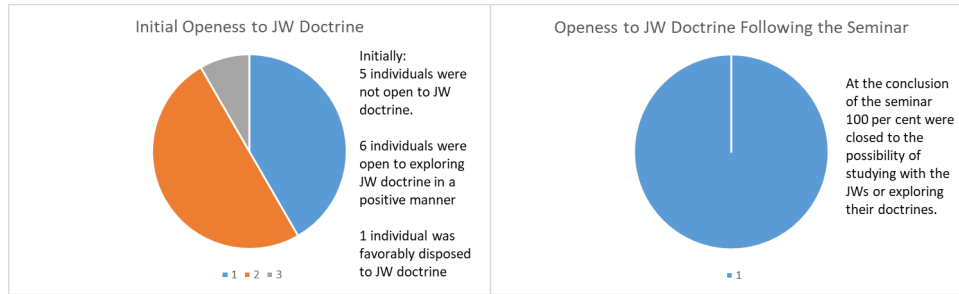 Initial Openess to JW Doctrine
Initially:
5 individuals were
not open to JW
doctrine.
6 individuals were
open to exploring
JW doctrine in a
positive manner
1 individual was
favorably disposed
to JW doctrine
1 2 3
Openess to JW Doctrine Following the Seminar
At the conclusion
of the seminar
100 per cent were
closed to the
possibility of
studying with the
JWs or exploring
their doctrines.
1